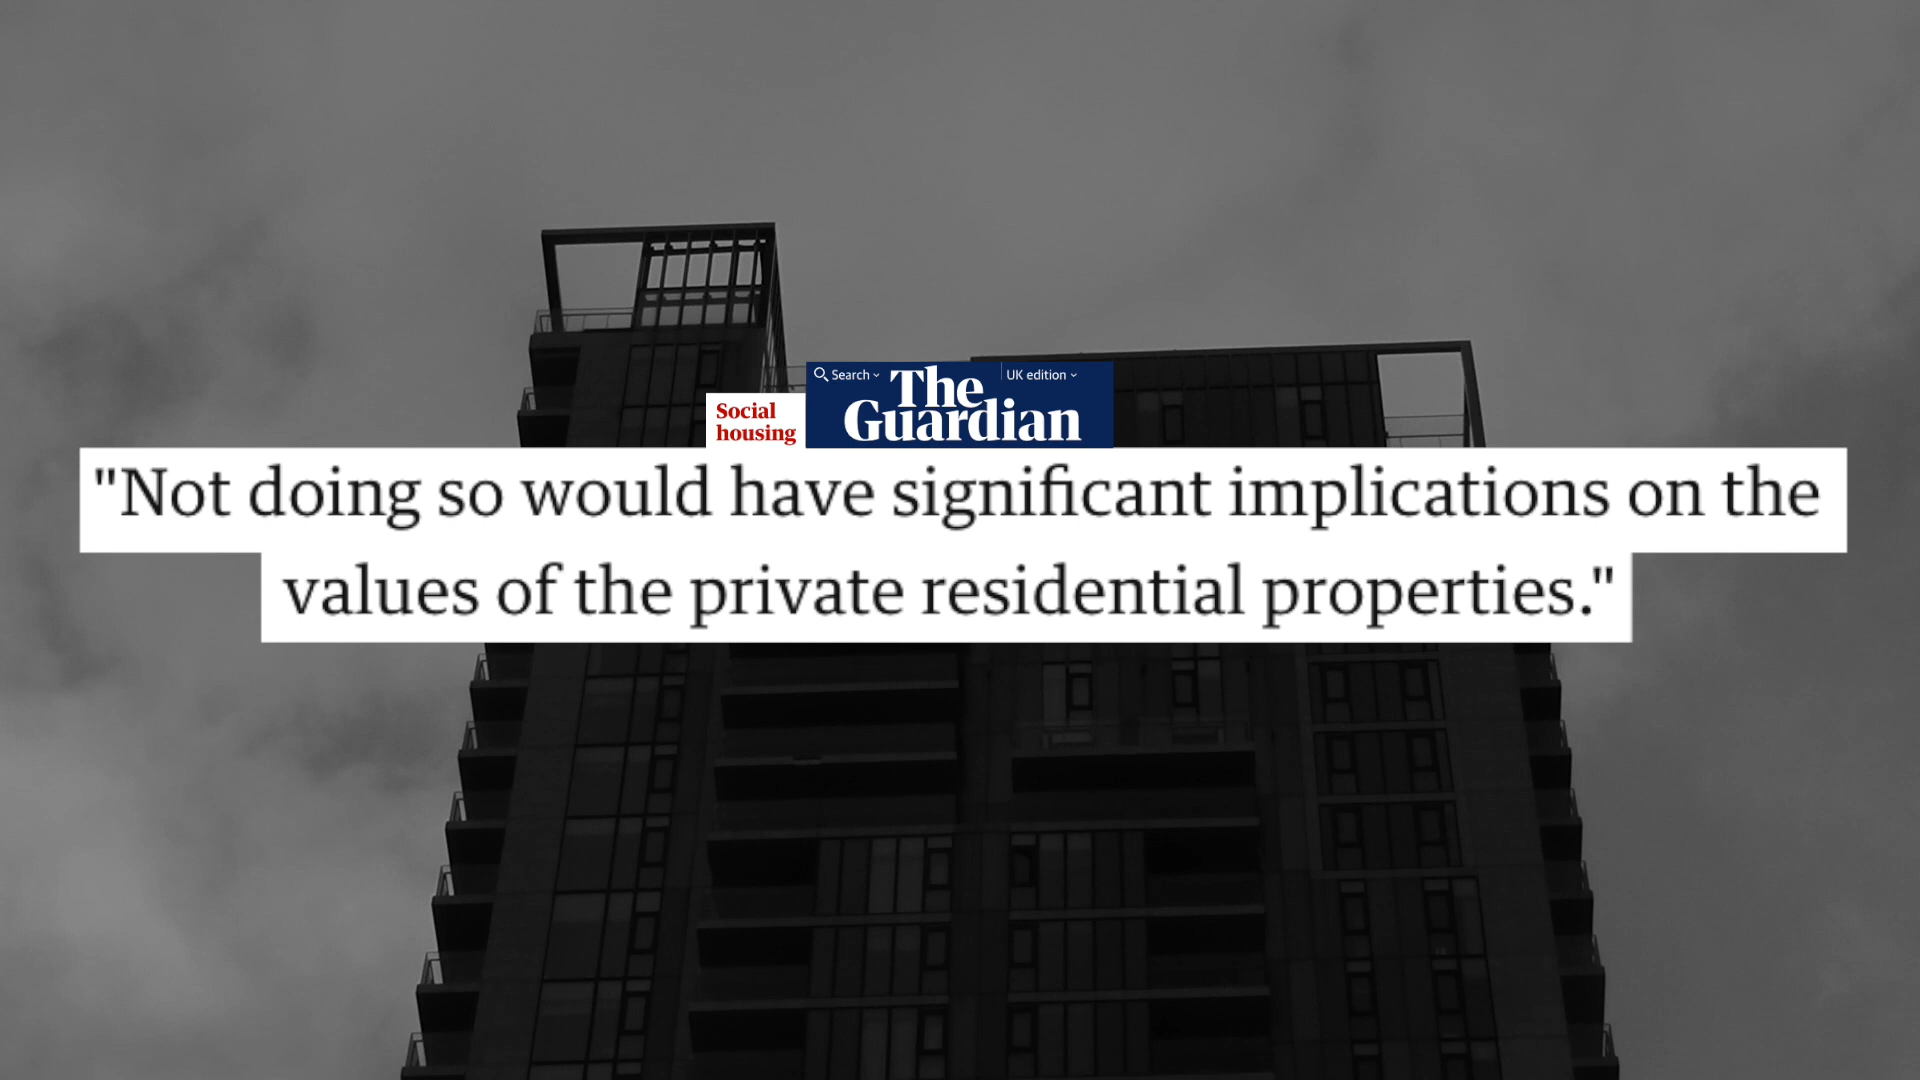 Search
The
Guardian
UK edition
Social
housing
"Not doing so would have significant implications on the
values of the private residential properties."